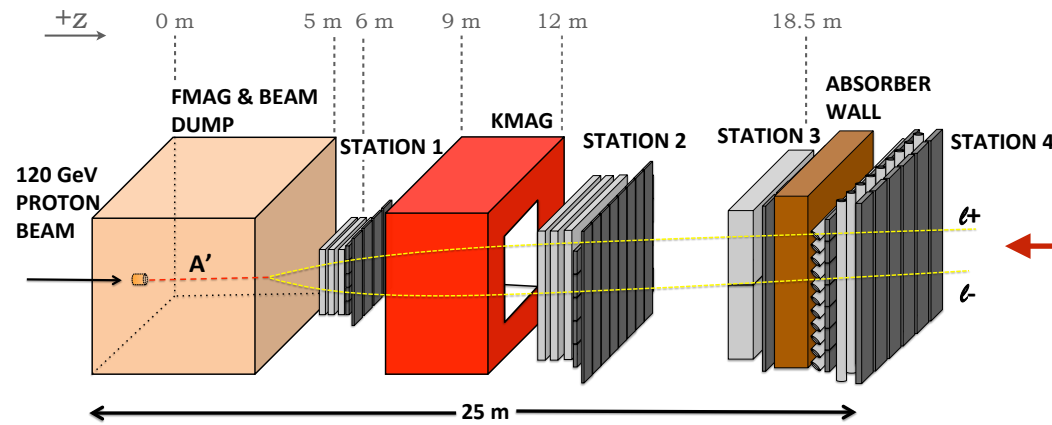 +z
0 m
5 m
6 m
9 m
12 m
18.5 m
FMAG & BEAM
DUMP
STATION 1
KMAG
STATION 2
STATION 3
ABSORBER
WALL
STATION 4
120 GeV
PROTON
BEAM
A’
ℓ+
ℓ-
25 m